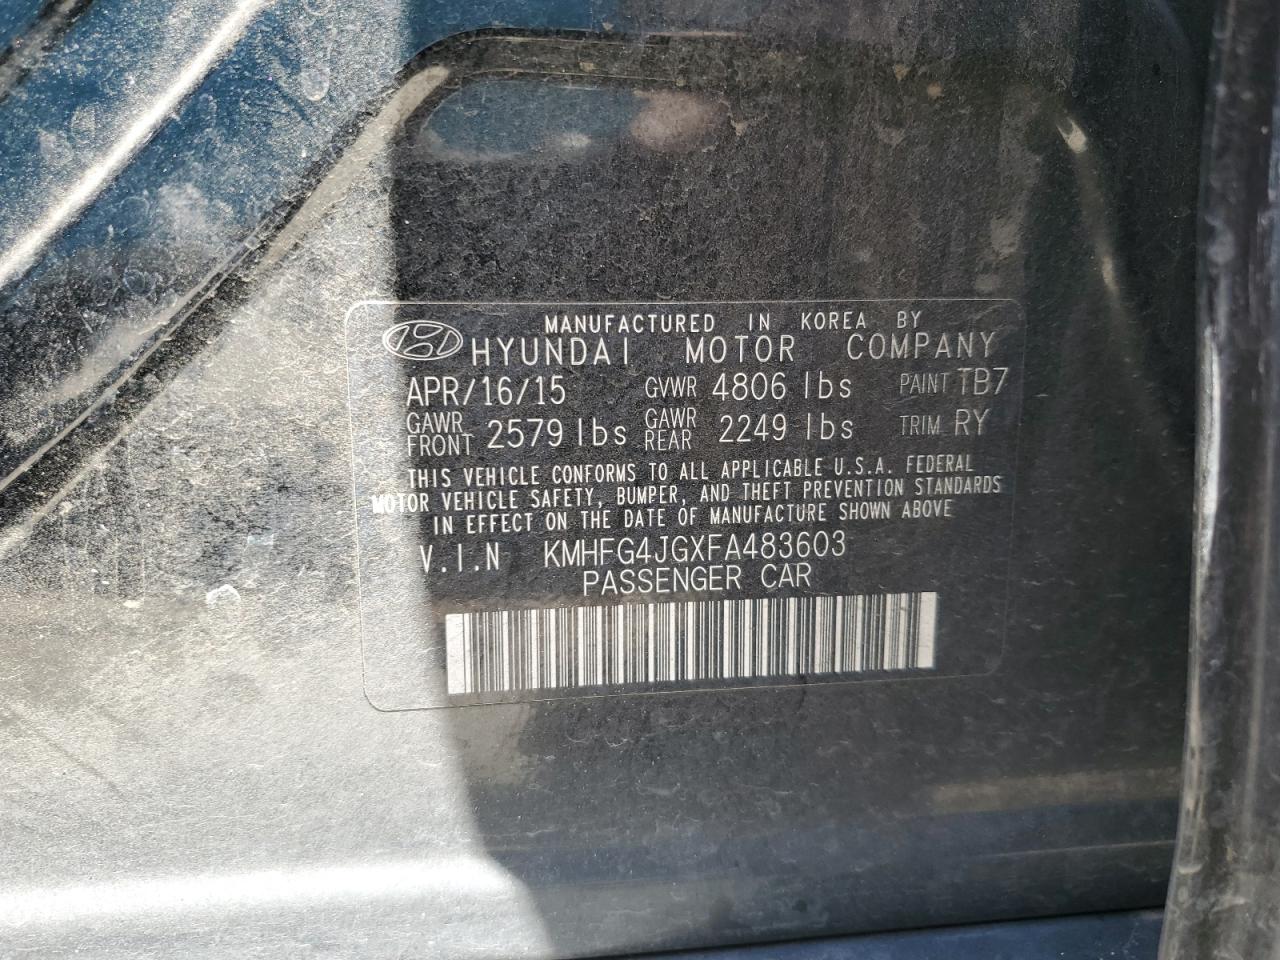 MANUFACTURED IN KOREA BY
HYUNDAI MOTOR COMPANY
APR/16/15 GVWR 4806 lbs PAINT TB7
GAWR FRONT 2579 lbs GAWR REAR 2249 lbs TRIM RY
THIS VEHICLE CONFORMS TO ALL APPLICABLE U.S.A. FEDERAL
MOTOR VEHICLE SAFETY, BUMPER, AND THEFT PREVENTION STANDARDS
IN EFFECT ON THE DATE OF MANUFACTURE SHOWN ABOVE
V.I.N KMHFG4JGXFA483603
PASSENGER CAR